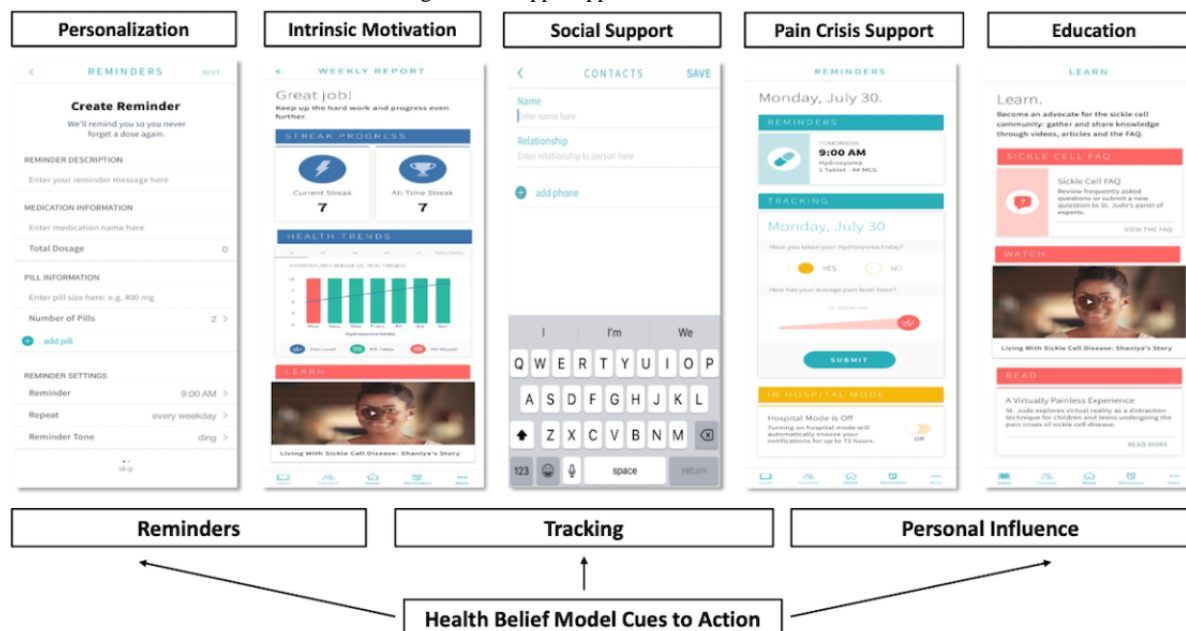 Personalization
Intrinsic Motivation
Social Support
Pain Crisis Support
Education
REMINDERS
NEXT
Create Reminder
We'll remind you so you never
forget a dose again.
REMINDER DESCRIPTION
Enter your reminder message here
MEDICATION INFORMATION
Enter medication name here
Total Dosage 0
PILL INFORMATION
Enter pill size here: e.g. 400 mg
Number of Pills 2 >
add pill
REMINDER SETTINGS
Reminder 9:00 AM >
Repeat every weekday >
Reminder Tone ding >
skip
WEEKLY REPORT
Great job!
Keep up the hard work and progress even
further.
STREAK PROGRESS
Current Streak
7
All-Time Streak
7
HEALTH TRENDS
Pain Level
Pill Taken
Pill Missed
LEARN
Living With Sickle Cell Disease: Shaniya's Story
CONTACTS
SAVE
Name
Enter name here
Relationship
Enter relationship to person here
add phone
I I'm We
Q W E R T Y U I O P
A S D F G H J K L
Z X C V B N M
123 space return
REMINDERS
Monday, July 30.
REMINDERS
TOMORROW
9:00 AM
Hydroxyurea
1 Tablet - ## MCG
TRACKING
Monday, July 30
Have you taken your Hydroxyurea today?
YES NO
How has your average pain level been?
SUBMIT
IN HOSPITAL MODE
Hospital Mode is Off
Turning on hospital mode will
automatically snooze your
notifications for up to 72 hours.
Off
LEARN
Learn.
Become an advocate for the sickle cell
community: gather and share knowledge
through videos, articles and the FAQ.
SICKLE CELL FAQ
Sickle Cell FAQ
Review frequently asked
questions or submit a new
question to St. Jude's panel of
experts.
VIEW THE FAQ
WATCH
Living With Sickle Cell Disease: Shaniya's Story
READ
A Virtually Painless Experience
St. Jude explores virtual reality as a distraction
technique for children and teens undergoing the
pain crises of sickle cell disease.
READ MORE
Reminders
Tracking
Personal Influence
Health Belief Model Cues to Action